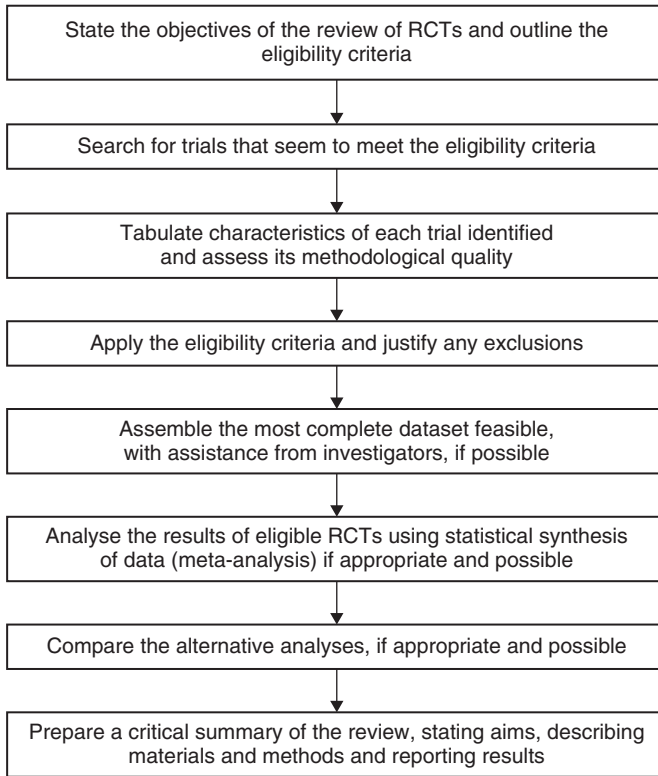 State the objectives of the review of RCTs and outline the
eligibility criteria
Search for trials that seem to meet the eligibility criteria
Tabulate characteristics of each trial identified
and assess its methodological quality
Apply the eligibility criteria and justify any exclusions
Assemble the most complete dataset feasible,
with assistance from investigators, if possible
Analyse the results of eligible RCTs using statistical synthesis
of data (meta-analysis) if appropriate and possible
Compare the alternative analyses, if appropriate and possible
Prepare a critical summary of the review, stating aims, describing
materials and methods and reporting results